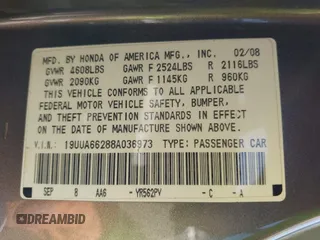 MFD. BY HONDA OF AMERICA MFG., INC. 02/08
GVWR 4608LBS GAWR F 2524LBS R 2116LBS
GVWR 2090KG GAWR F 1145KG R 960KG
THIS VEHICLE CONFORMS TO ALL APPLICABLE
FEDERAL MOTOR VEHICLE SAFETY, BUMPER,
AND THEFT PREVENTION STANDARDS IN EFFECT
ON THE DATE OF MANUFACTURE SHOWN ABOVE.
V.I.N.: 19UUA66288A036973 TYPE: PASSENGER CAR
SEP 8 AA6 - YR562PV - C - A
DREAMBID